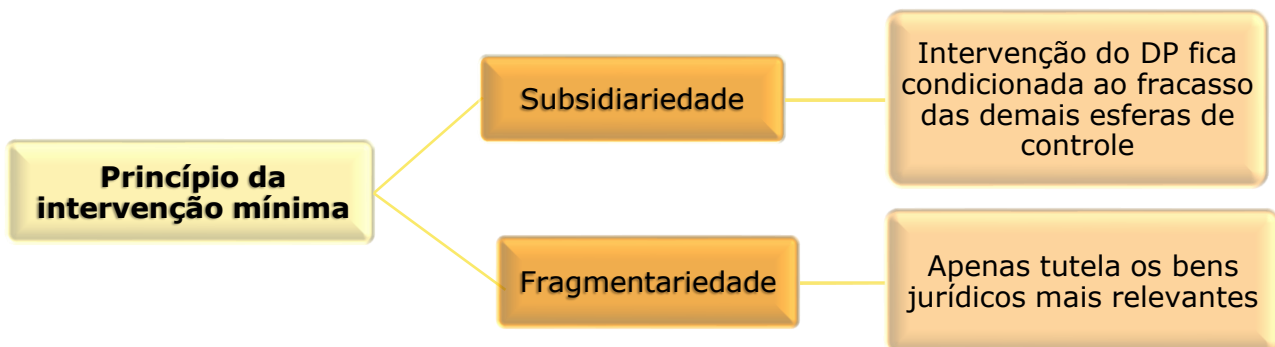 Princípio da
intervenção mínima
Subsidiariedade
Intervenção do DP fica
condicionada ao fracasso
das demais esferas de
controle
Fragmentariedade
Apenas tutela os bens
jurídicos mais relevantes